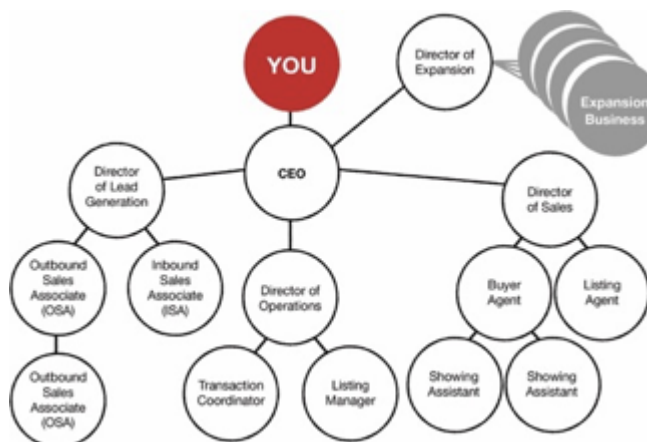 YOU
Director of
Expansion
Expansion
Business
CEO
Director
of Lead
Generation
Director
of Sales
Outbound
Sales
Associate
(OSA)
Inbound
Sales
Associate
(ISA)
Director of
Operations
Buyer
Agent
Listing
Agent
Outbound
Sales
Associate
(OSA)
Transaction
Coordinator
Listing
Manager
Showing
Assistant
Showing
Assistant